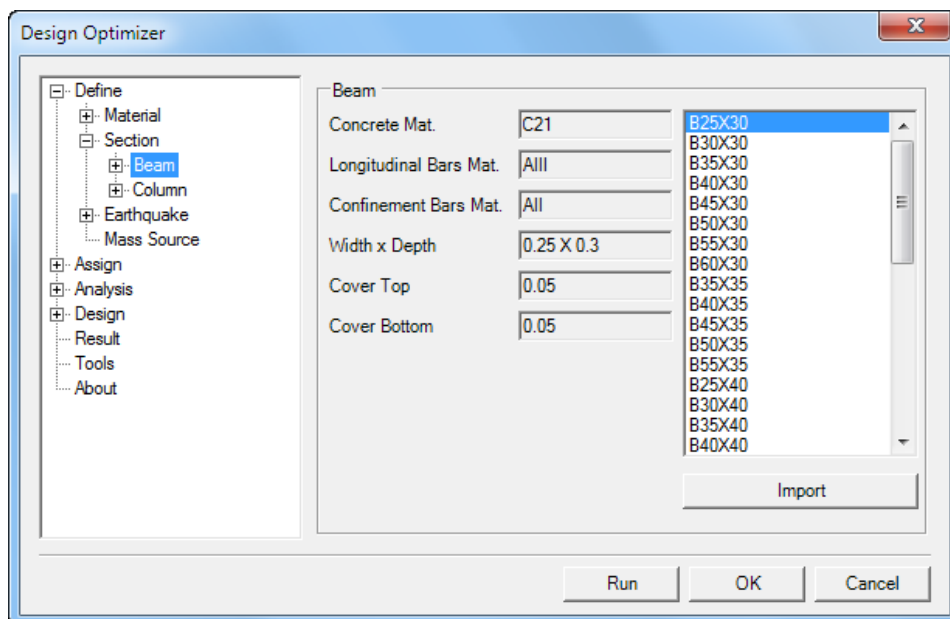 Design Optimizer
Define
Material
Section
Beam
Column
Earthquake
Mass Source
Assign
Analysis
Design
Result
Tools
About
Beam
Concrete Mat. C21
Longitudinal Bars Mat. AIII
Confinement Bars Mat. AII
Width x Depth 0.25 X 0.3
Cover Top 0.05
Cover Bottom 0.05
B25X30
B30X30
B35X30
B40X30
B45X30
B50X30
B55X30
B60X30
B35X35
B40X35
B45X35
B50X35
B55X35
B25X40
B30X40
B35X40
B40X40
Import
Run OK Cancel